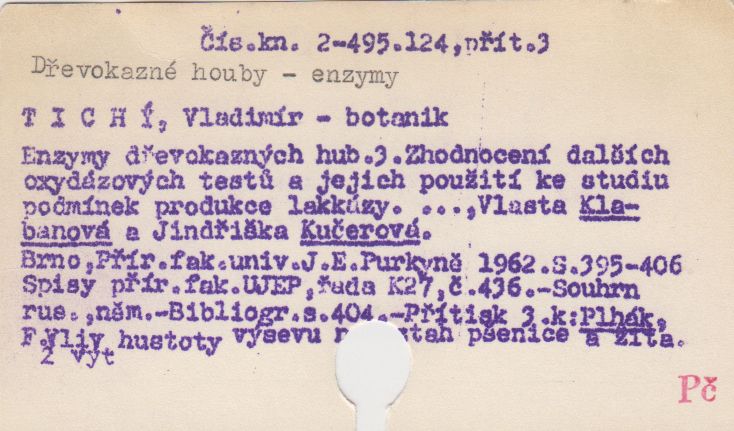 Čís.kn. 2-495.124,přít.3
Dřevokazné houby - enzymy
T I C H Ý, Vladimír - botanik
Enzymy dřevokazných hub.3.Zhodnocení dalších
oxydázových testů a jejich použití ke studiu
podmínek produkce lakkázy. ...,Vlasta Kla-
banová a Jindřiška Kučerová.
Brno,Přír.fak.univ.J.E.Purkyně 1962.S.395-406
Spisy přír.fak.UJEP,řada K27,č.436.-Souhrn
rus.,něm.-Bibliogr.s.404.-Přítisk 3.k:Plhák,
F.Vliv hustoty výsevu pšenice a žita.
2 výt
Pč